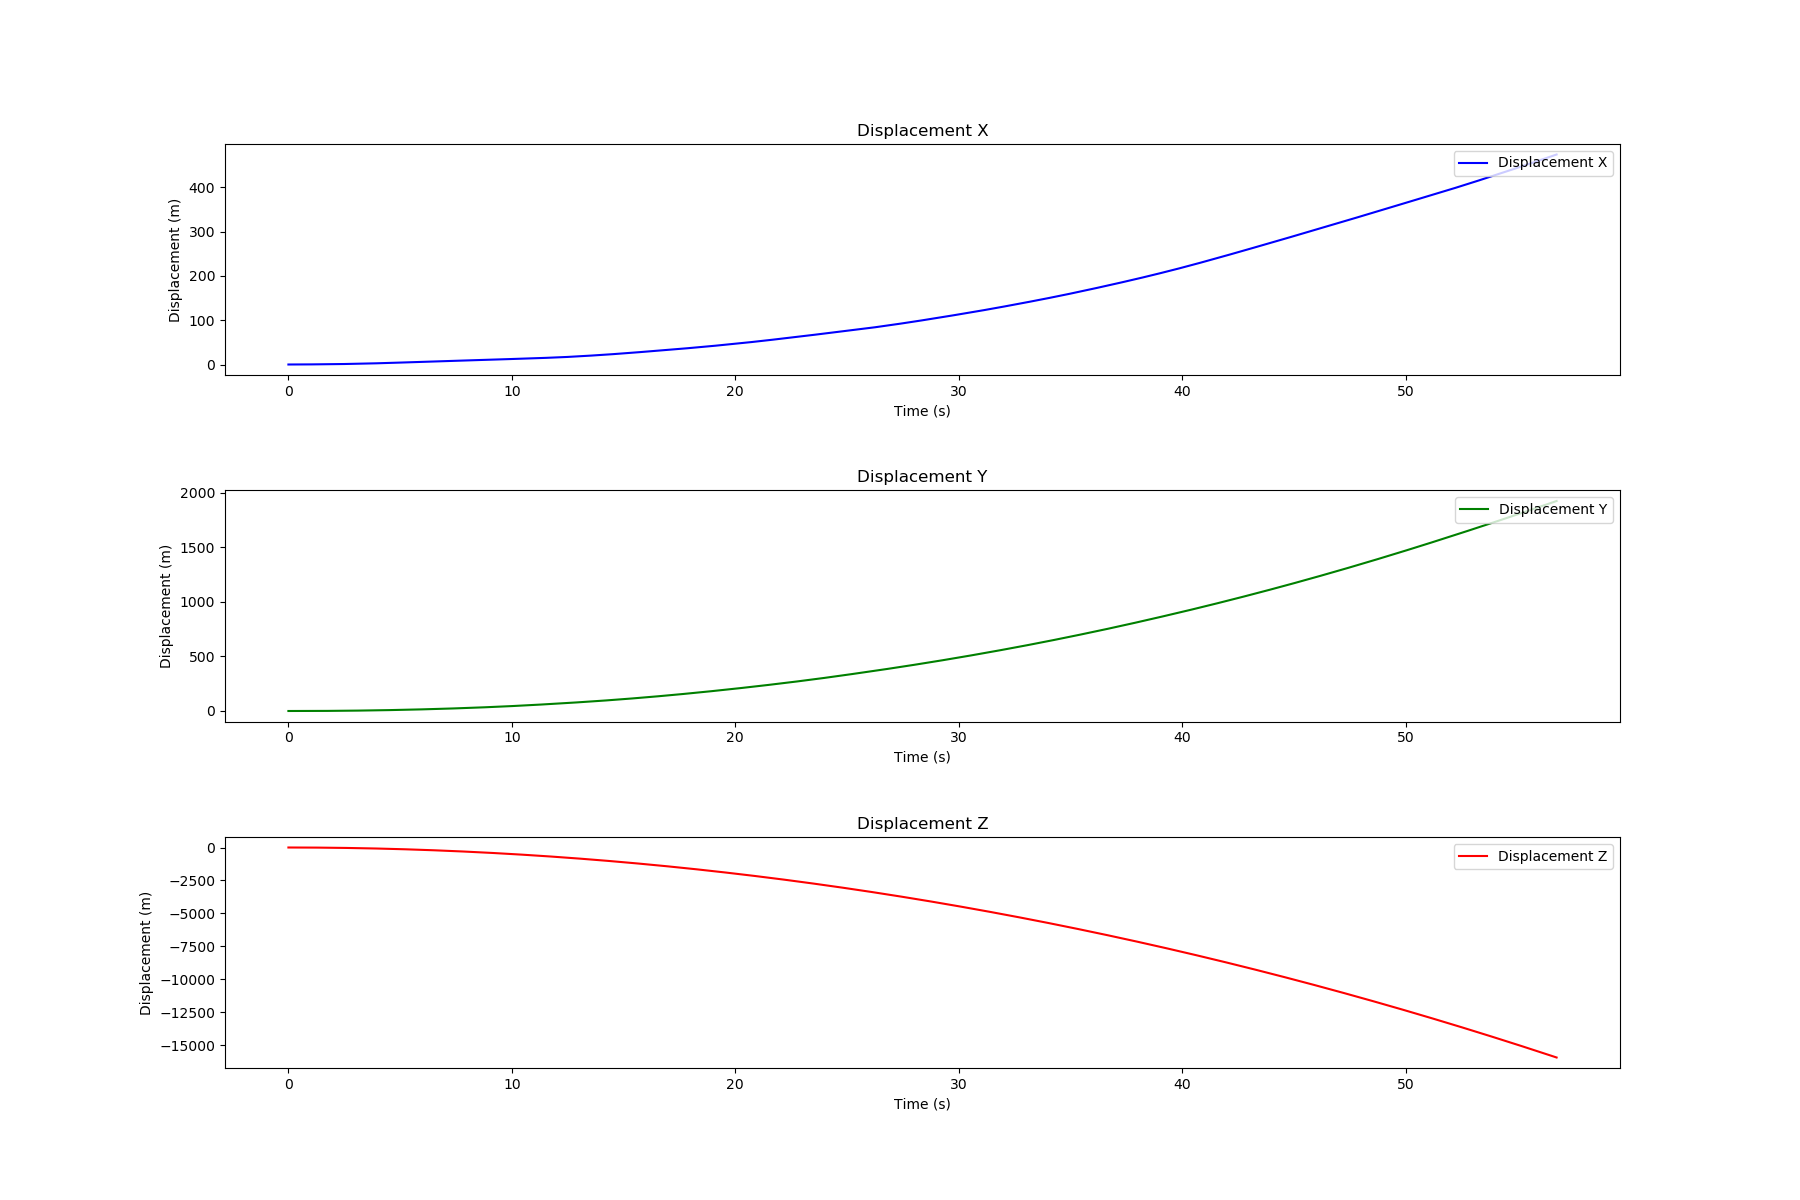 Displacement X
Displacement X
400
300
200
100
0
Displacement (m)
0 10 20 30 40 50
Time (s)
Displacement Y
Displacement Y
2000
1500
1000
500
0
Displacement (m)
0 10 20 30 40 50
Time (s)
Displacement Z
Displacement Z
0
−2500
−5000
−7500
−10000
−12500
−15000
Displacement (m)
0 10 20 30 40 50
Time (s)